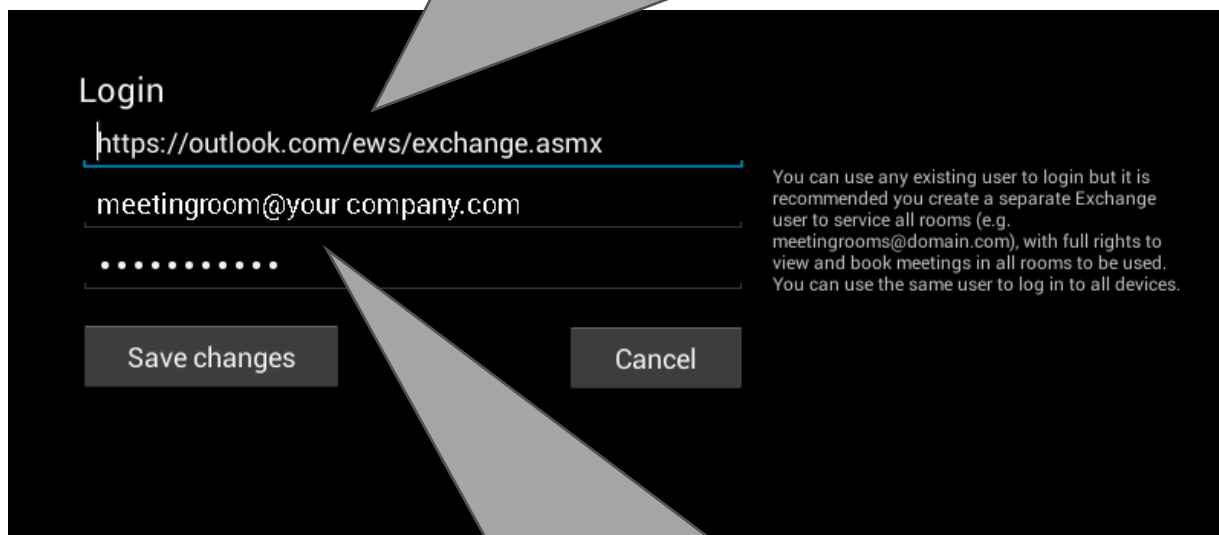 Login
https://outlook.com/ews/exchange.asmx
meetingroom@your company.com
•••••••••••
You can use any existing user to login but it is
recommended you create a separate Exchange
user to service all rooms (e.g.
meetingrooms@domain.com), with full rights to
view and book meetings in all rooms to be used.
You can use the same user to log in to all devices.
Save changes
Cancel